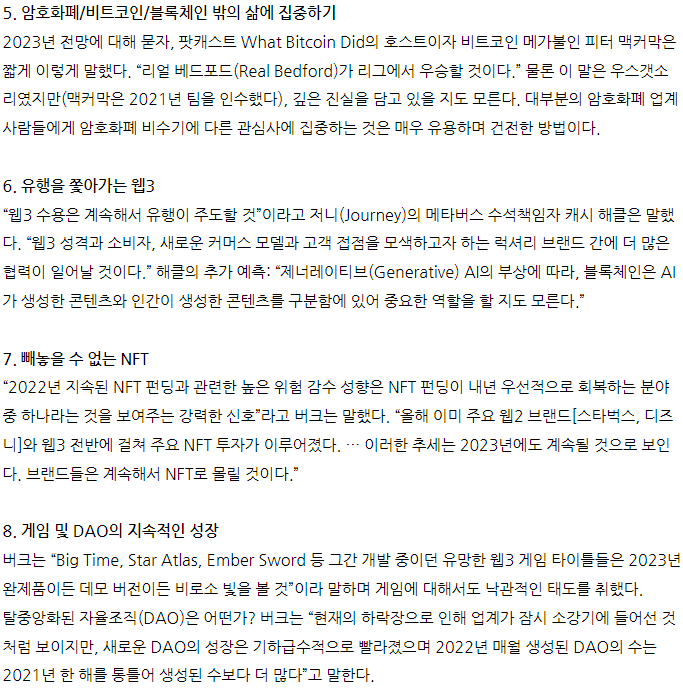 5. 암호화폐/비트코인/블록체인 밖의 삶에 집중하기
2023년 전망에 대해 묻자, 팟캐스트 What Bitcoin Did의 호스트이자 비트코인 메가불인 피터 맥커막은
짧게 이렇게 말했다. “리얼 베드포드(Real Bedford)가 리그에서 우승할 것이다.” 물론 이 말은 우스갯소
리였지만(맥커막은 2021년 팀을 인수했다), 깊은 진실을 담고 있을 지도 모른다. 대부분의 암호화폐 업계
사람들에게 암호화폐 비수기에 다른 관심사에 집중하는 것은 매우 유용하며 건전한 방법이다.
6. 유행을 쫓아가는 웹3
“웹3 수용은 계속해서 유행이 주도할 것”이라고 저니(Journey)의 메타버스 수석책임자 캐시 해클은 말했
다. “웹3 성격과 소비자, 새로운 커머스 모델과 고객 접점을 모색하고자 하는 럭셔리 브랜드 간에 더 많은
협력이 일어날 것이다.” 해클의 추가 예측: “제너레이티브(Generative) AI의 부상에 따라, 블록체인은 AI
가 생성한 콘텐츠와 인간이 생성한 콘텐츠를 구분함에 있어 중요한 역할을 할 지도 모른다.”
7. 빼놓을 수 없는 NFT
“2022년 지속된 NFT 펀딩과 관련한 높은 위험 감수 성향은 NFT 펀딩이 내년 우선적으로 회복하는 분야
중 하나라는 것을 보여주는 강력한 신호”라고 버크는 말했다. “올해 이미 주요 웹2 브랜드[스타벅스, 디즈
니]와 웹3 전반에 걸쳐 주요 NFT 투자가 이루어졌다. … 이러한 추세는 2023년에도 계속될 것으로 보인
다. 브랜드들은 계속해서 NFT로 몰릴 것이다.”
8. 게임 및 DAO의 지속적인 성장
버크는 “Big Time, Star Atlas, Ember Sword 등 그간 개발 중이던 유망한 웹3 게임 타이틀들은 2023년
완제품이든 데모 버전이든 비로소 빛을 볼 것”이라 말하며 게임에 대해서도 낙관적인 태도를 취했다.
탈중앙화된 자율조직(DAO)은 어떤가? 버크는 “현재의 하락장으로 인해 업계가 잠시 소강기에 들어선 것
처럼 보이지만, 새로운 DAO의 성장은 기하급수적으로 빨라졌으며 2022년 매월 생성된 DAO의 수는
2021년 한 해를 통틀어 생성된 수보다 더 많다”고 말한다.